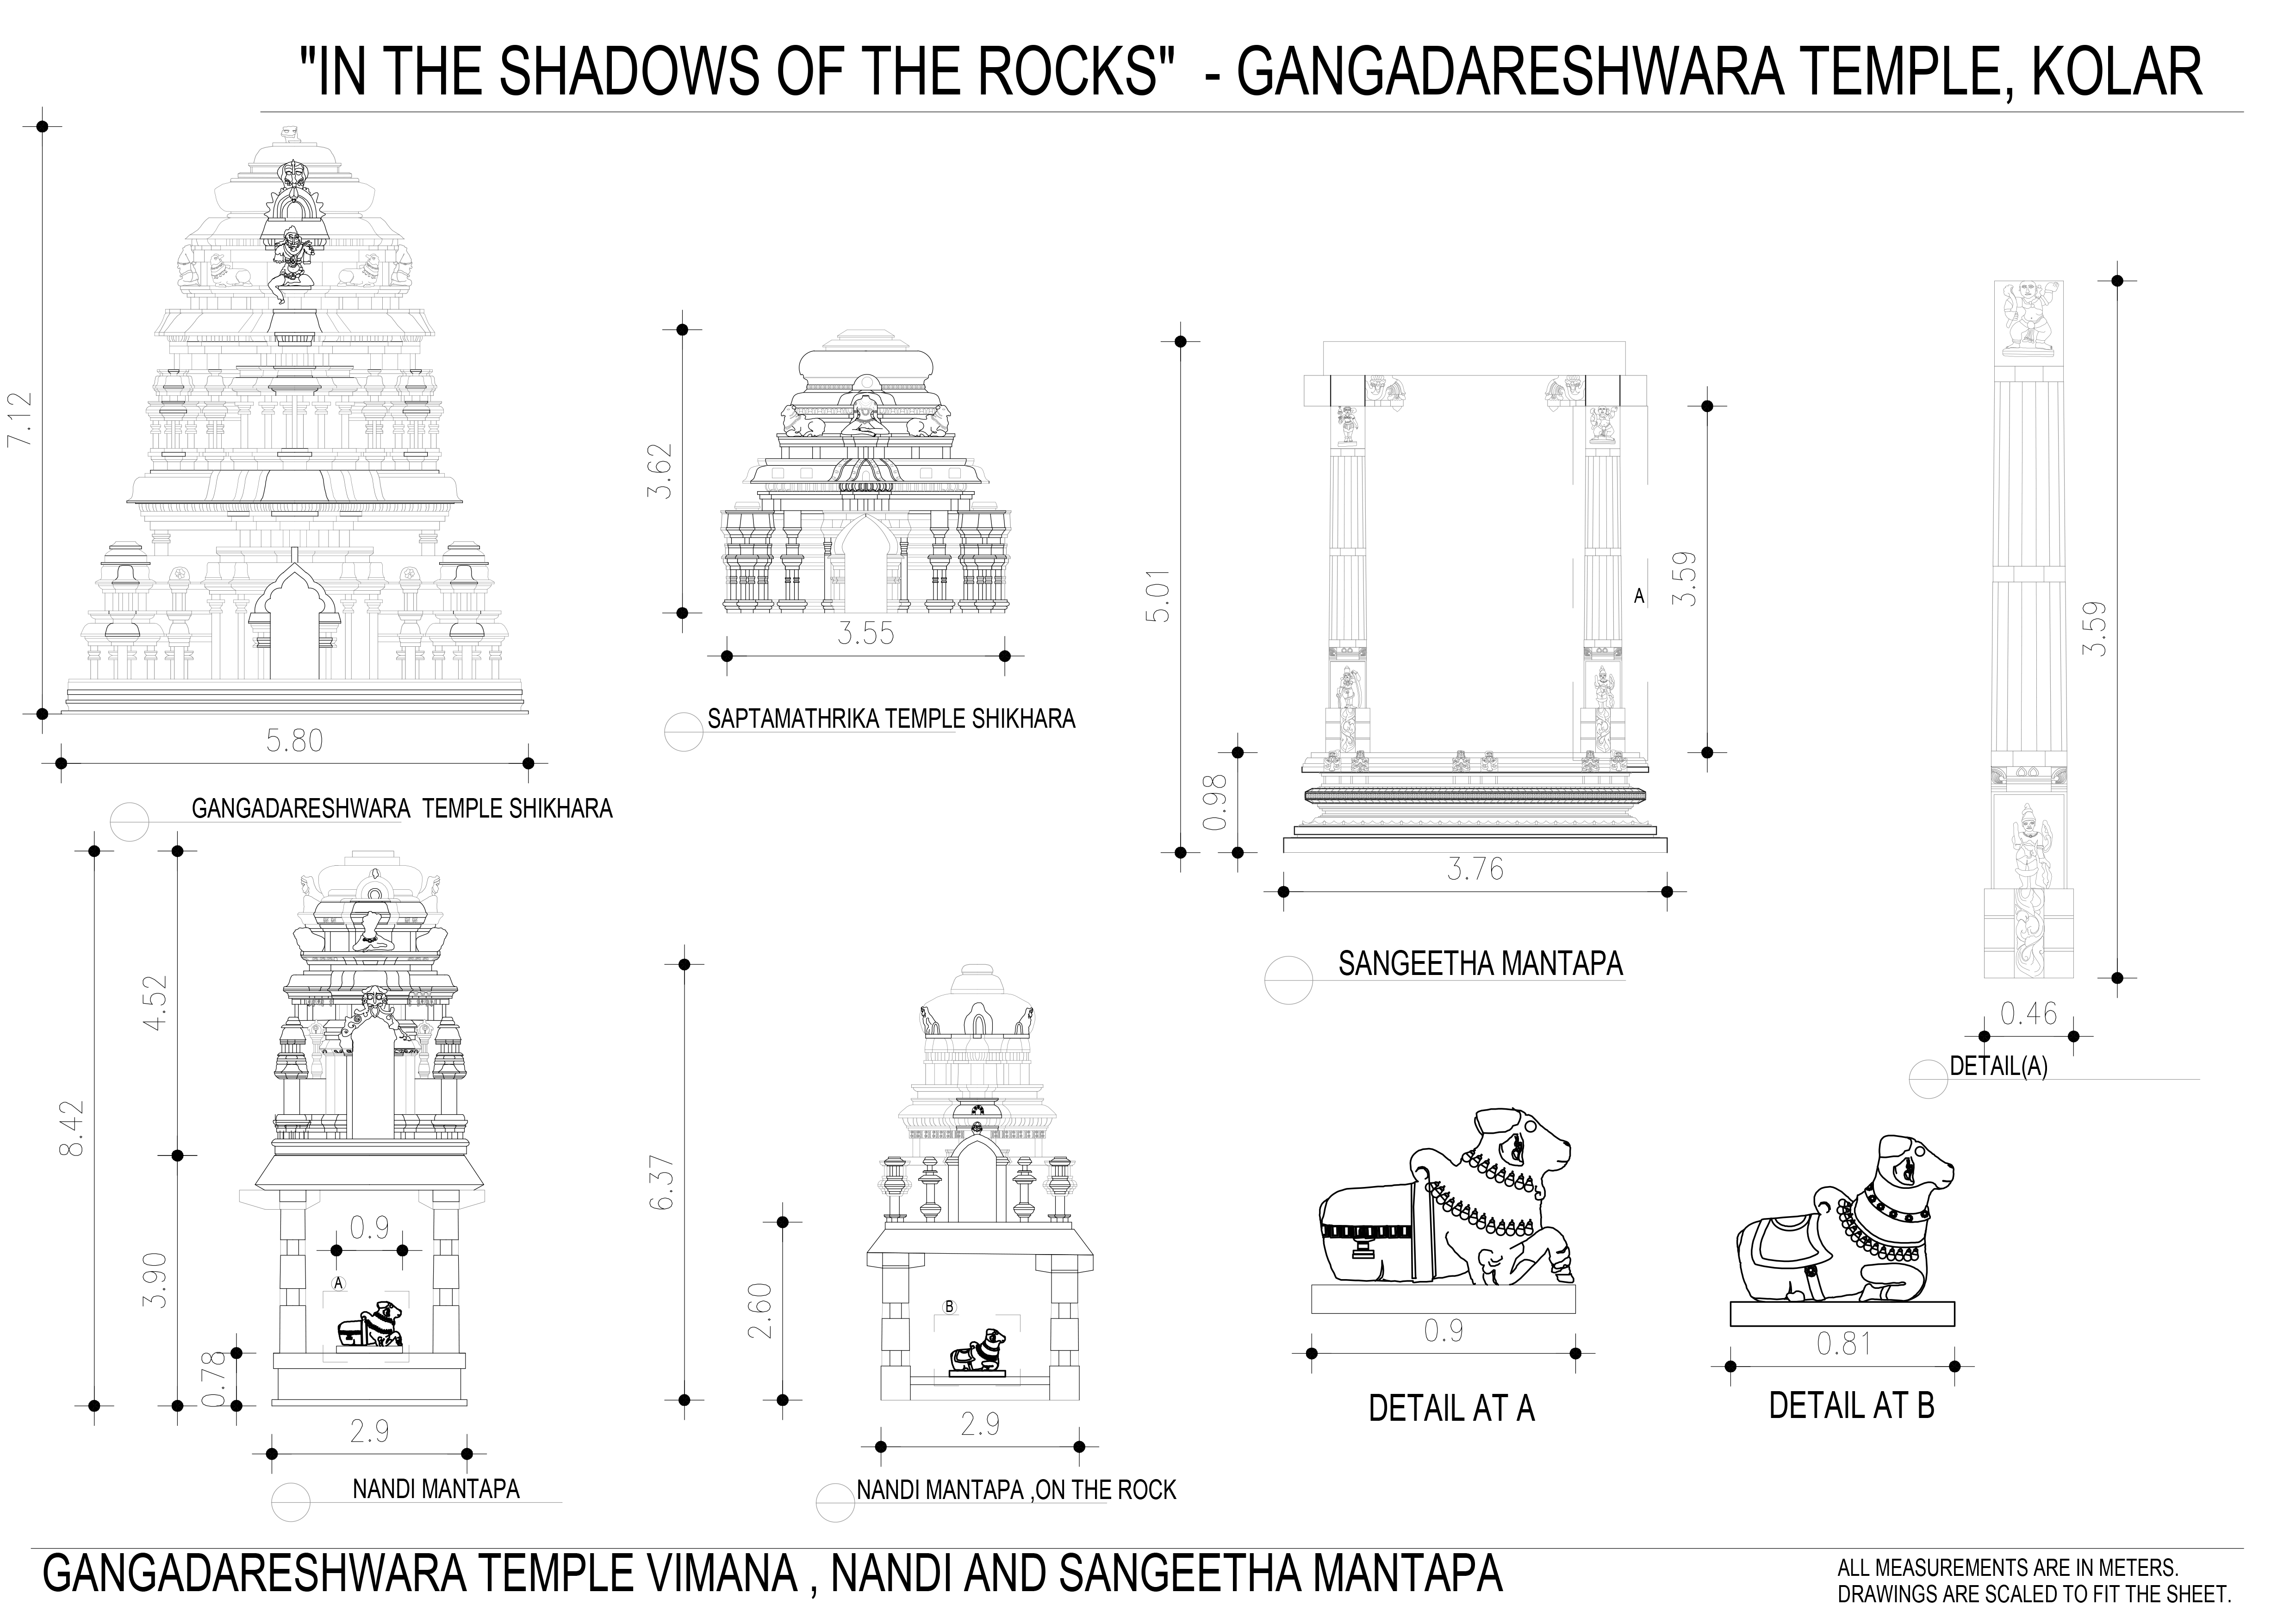 "IN THE SHADOWS OF THE ROCKS" - GANGADARESHWARA TEMPLE, KOLAR
7.12
5.80
GANGADARESHWARA TEMPLE SHIKHARA
3.62
3.55
SAPTAMATHRIKA TEMPLE SHIKHARA
5.01
0.98
3.59
A
3.76
SANGEETHA MANTAPA
3.59
0.46
DETAIL(A)
8.42
4.52
3.90
0.78
0.9
A
2.9
NANDI MANTAPA
6.37
2.60
B
2.9
NANDI MANTAPA ,ON THE ROCK
0.9
DETAIL AT A
0.81
DETAIL AT B
GANGADARESHWARA TEMPLE VIMANA , NANDI AND SANGEETHA MANTAPA
ALL MEASUREMENTS ARE IN METERS.
DRAWINGS ARE SCALED TO FIT THE SHEET.